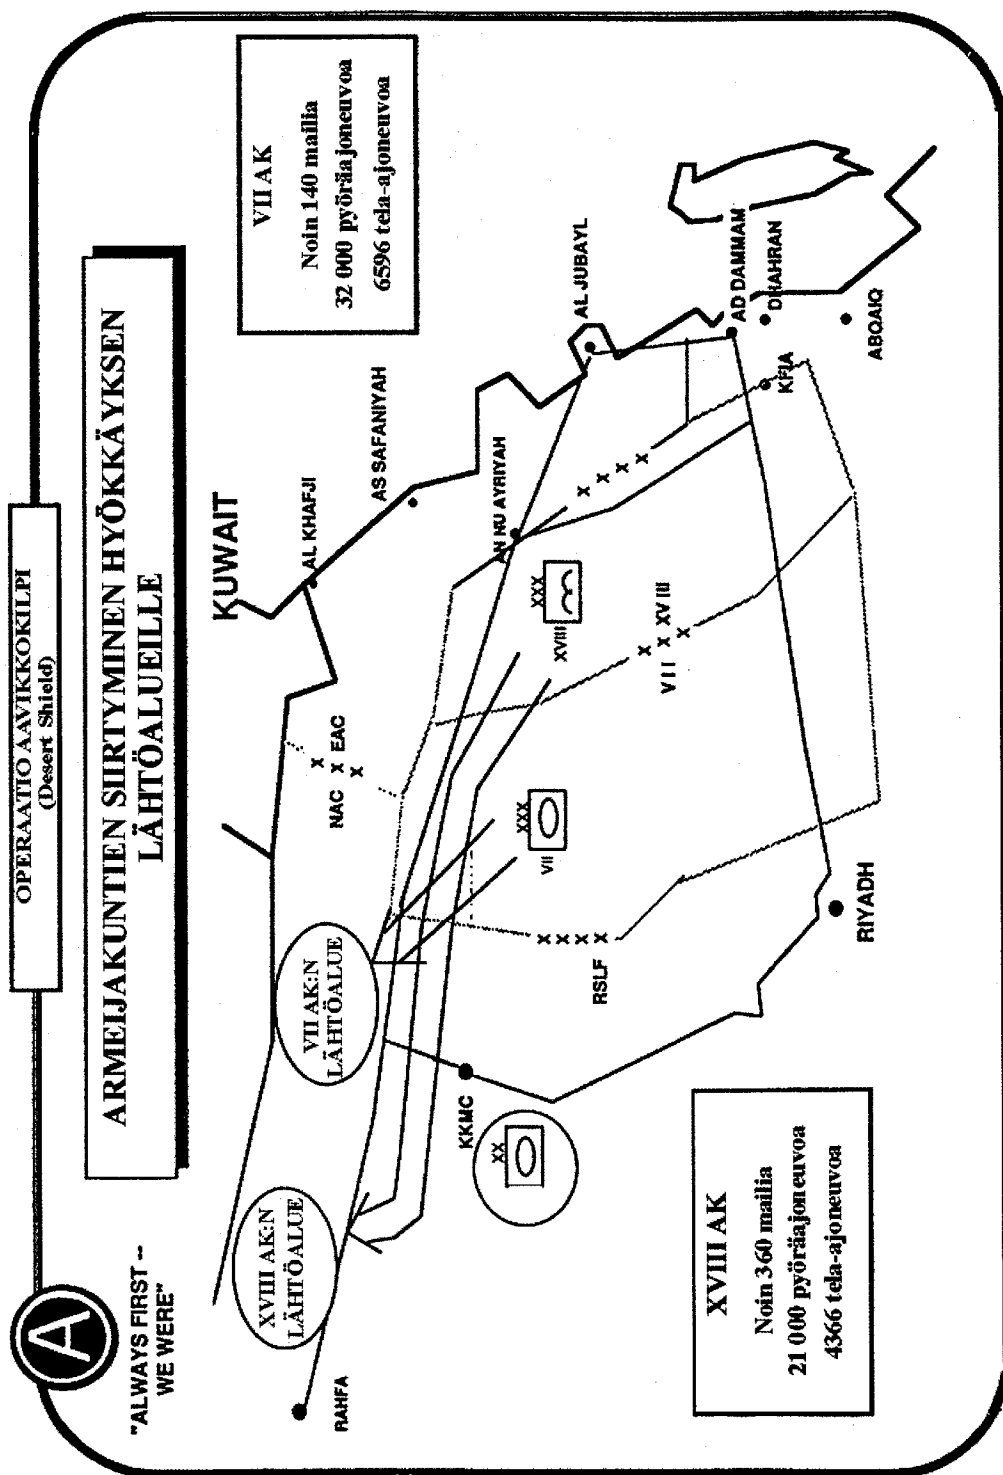 OPERAATIO AAVIKKOKILPI
(Desert Shield)
ARMEIJAKUNTIEN SIIRTYMINEN HYÖKKÄYKSEN
LÄHTÖALUEILLE
A
"ALWAYS FIRST --
WE WERE"
VII AK
Noin 140 mailia
32 000 pyöräajoneuvoa
6596 tela-ajoneuvoa
KUWAIT
AL KHAFJI
AS SAFANIYAH
AL JUBAYL
AN NU AYRIYAH
AD DAMMAM
DHAHRAN
KFIA
ABQAIQ
X
NAC X EAC
X
X X X X
XXX
XVIII
XXX
VII
X
VII X XVIII
X
VII AK:N
LÄHTÖALUE
XVIII AK:N
LÄHTÖALUE
RAHFA
KKMC
XX
X X X X
RSLF
RIYADH
XVIII AK
Noin 360 mailia
21 000 pyöräajoneuvoa
4366 tela-ajoneuvoa